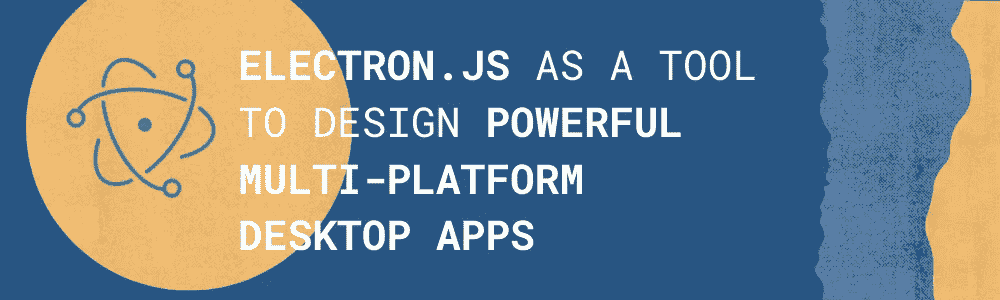 ELECTRON.JS AS A TOOL
TO DESIGN POWERFUL
MULTI-PLATFORM
DESKTOP APPS